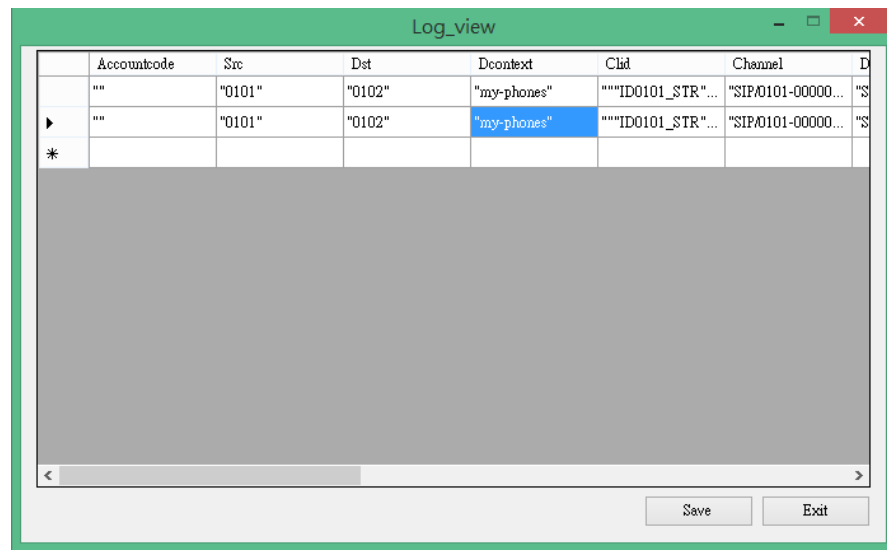 Log_view
Accountcode Src Dst Dcontext Clid Channel D
"" "0101" "0102" "my-phones" """ID0101_STR"... "SIP/0101-00000... "S
"" "0101" "0102" "my-phones" """ID0101_STR"... "SIP/0101-00000... "S
Save Exit